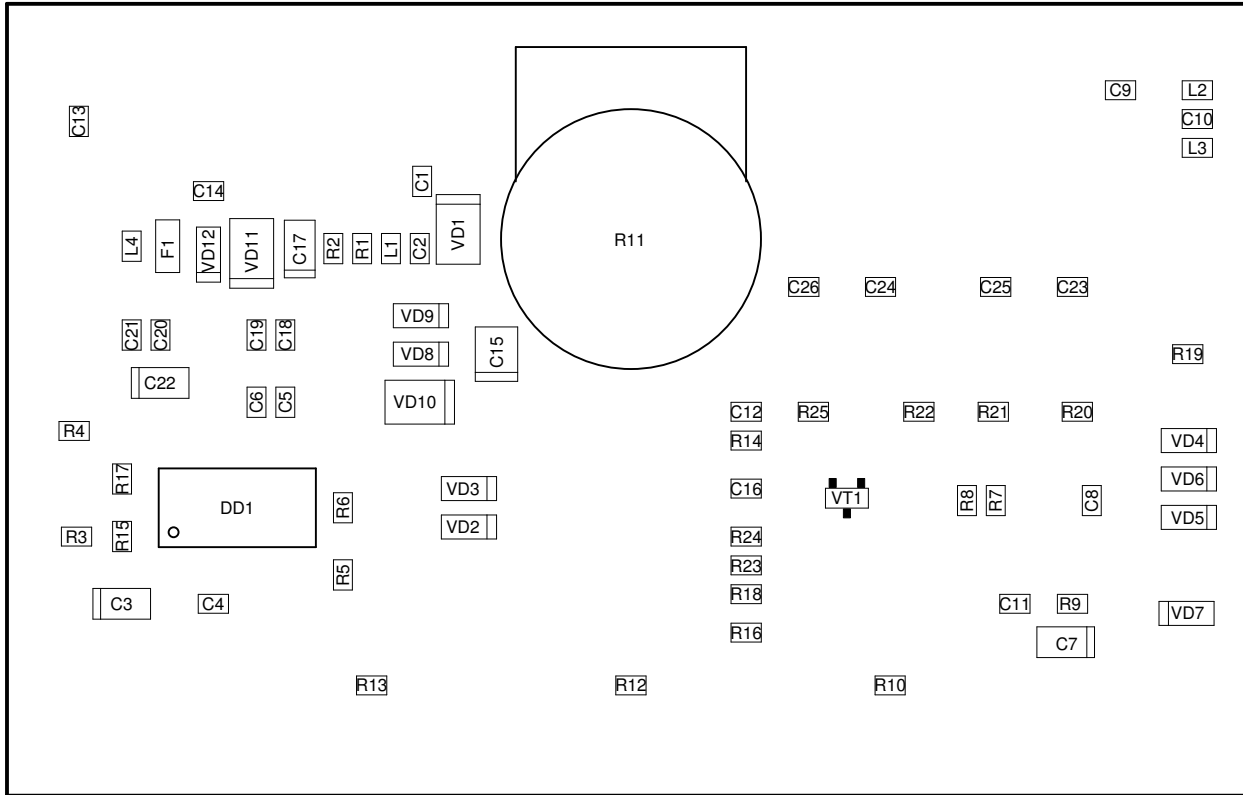 C9
L2
C10
L3
C13
C1
C14
L4
F1
VD12
VD11
C17
R2
R1
L1
C2
VD1
R11
C26
C24
C25
C23
VD9
C21
C20
C19
C18
VD8
C15
R19
C22
C6
C5
VD10
C12
R25
R22
R21
R20
R4
R14
VD4
R17
VD3
C16
VT1
R8
R7
C8
VD6
DD1
R6
R3
R15
VD2
R24
VD5
R5
R23
C3
C4
R18
C11
R9
VD7
R16
C7
R13
R12
R10